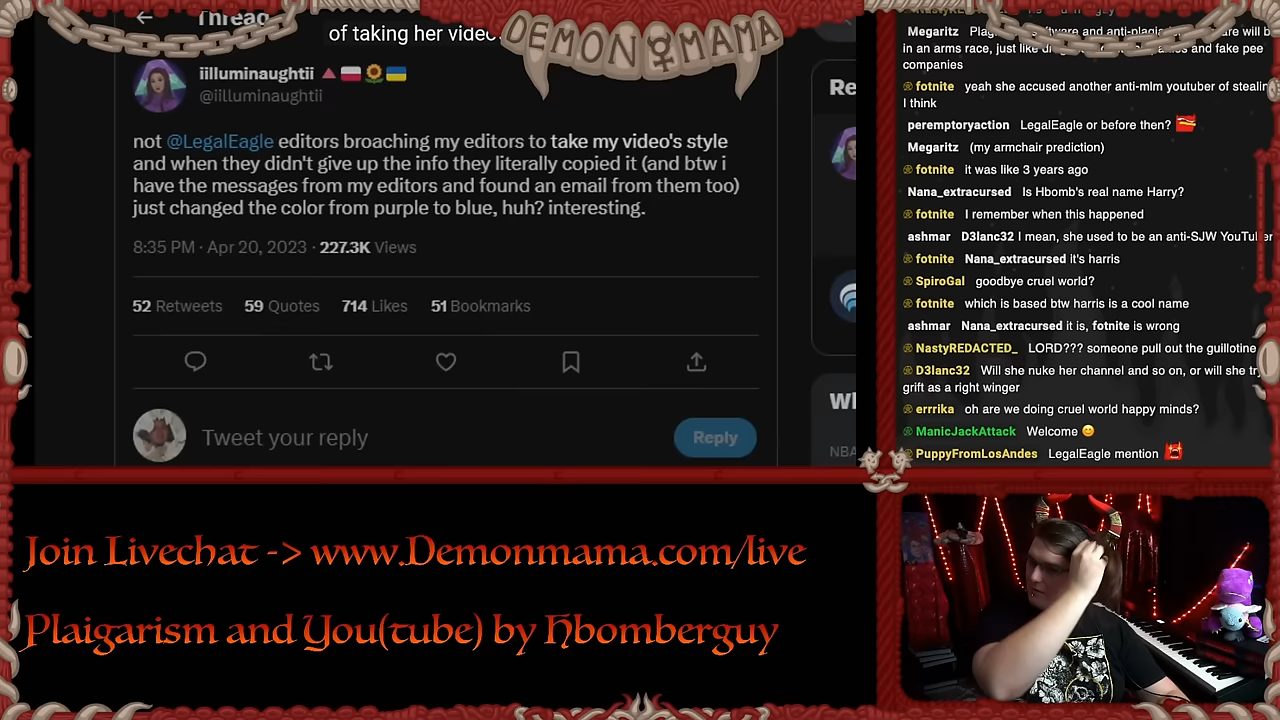 Thread
of taking her video
DEMON MAMA
iilluminaughtii
@iilluminaughtii
not @LegalEagle editors broaching my editors to take my video's style
and when they didn't give up the info they literally copied it (and btw i
have the messages from my editors and found an email from them too)
just changed the color from purple to blue, huh? interesting.
8:35 PM · Apr 20, 2023 · 227.3K Views
52 Retweets 59 Quotes 714 Likes 51 Bookmarks
Tweet your reply
Reply
Re
NBA
Megaritz
in an arms race, just like
and fake pee
companies
fotnite yeah she accused another anti-mlm youtuber of
I think
peremptoryaction LegalEagle or before then?
Megaritz (my armchair prediction)
fotnite it was like 3 years ago
Nana_extracursed Is Hbomb's real name Harry?
fotnite I remember when this happened
ashmar D3lanc32 I mean, she used to be an anti-SJW
fotnite Nana_extracursed it's harris
SpiroGal goodbye cruel world?
fotnite which is based btw harris is a cool name
ashmar Nana_extracursed it is, fotnite is wrong
NastyREDACTED_ LORD??? someone pull out the guillotine
D3lanc32 Will she nuke her channel and so on, or will she
grift as a right winger
errrika oh are we doing cruel world happy minds?
ManicJackAttack Welcome
PuppyFromLosAndes LegalEagle mention
Join Livechat -> www.Demonmama.com/live
Plaigarism and You(tube) by Hbomberguy